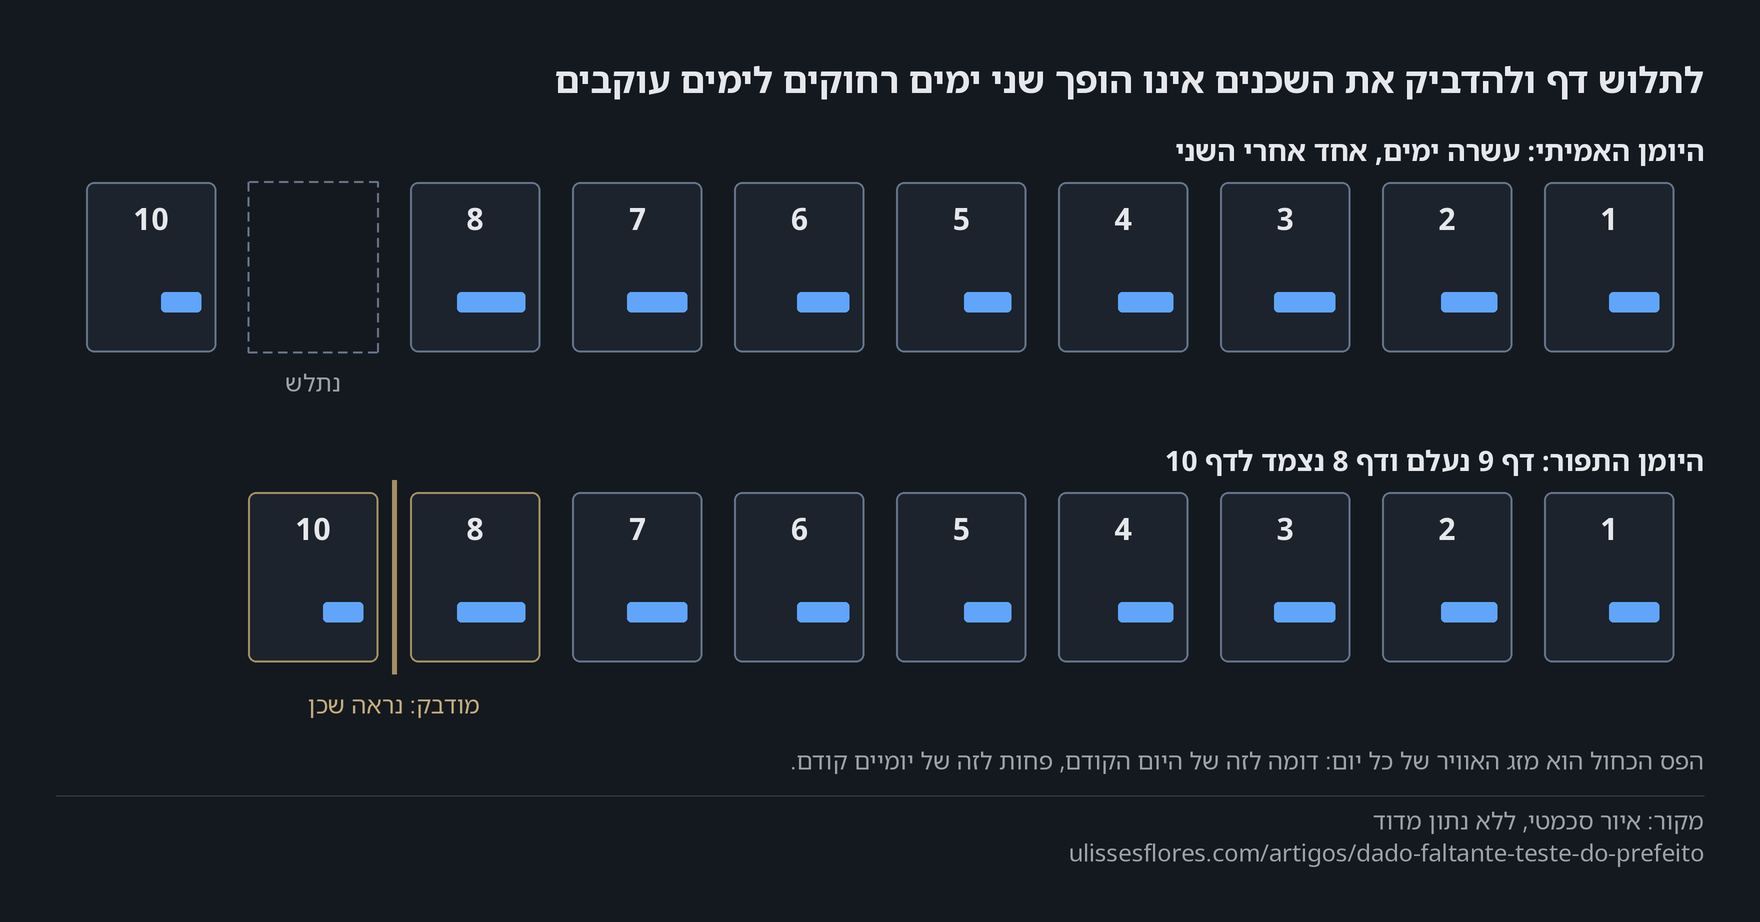 לתלוש דף ולהדביק את השכנים אינו הופך שני ימים רחוקים לימים עוקבים
היומן האמיתי: עשרה ימים, אחד אחרי השני
1 2 3 4 5 6 7 8 10
נתלש
היומן התפור: דף 9 נעלם ודף 8 נצמד לדף 10
1 2 3 4 5 6 7 8 10
מודבק: נראה שכן
הפס הכחול הוא מזג האוויר של כל יום: דומה לזה של היום הקודם, פחות לזה של יומיים קודם.
מקור: איור סכמטי, ללא נתון מדוד
ulissesflores.com/artigos/dado-faltante-teste-do-prefeito